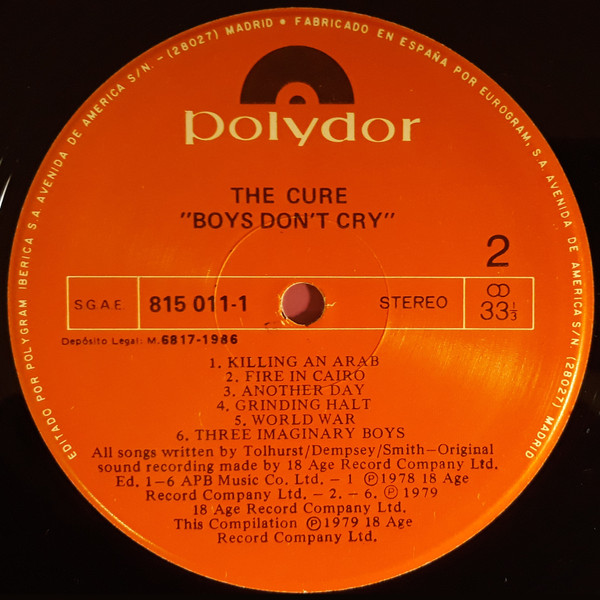 EDITADO POR POLYGRAM IBERICA S.A. AVENIDA DE AMERICA S/N. - (28027) MADRID • FABRICADO EN ESPAÑA POR EUROGRAM, S.A. AVENIDA DE AMERICA S/N (28027) MADRID
polydor
THE CURE
"BOYS DON'T CRY"
2
S.G.A.E. 815 011-1 STEREO 33 1/3
Depósito Legal: M.6817-1986
1. KILLING AN ARAB
2. FIRE IN CAIRO
3. ANOTHER DAY
4. GRINDING HALT
5. WORLD WAR
6. THREE IMAGINARY BOYS
All songs written by Tolhurst/Dempsey/Smith-Original
sound recording made by 18 Age Record Company Ltd.
Ed. 1-6 APB Music Co. Ltd. - 1 ℗1978 18 Age
Record Company Ltd. - 2. - 6. ℗ 1979
18 Age Record Company Ltd.
This Compilation ℗1979 18 Age
Record Company Ltd.